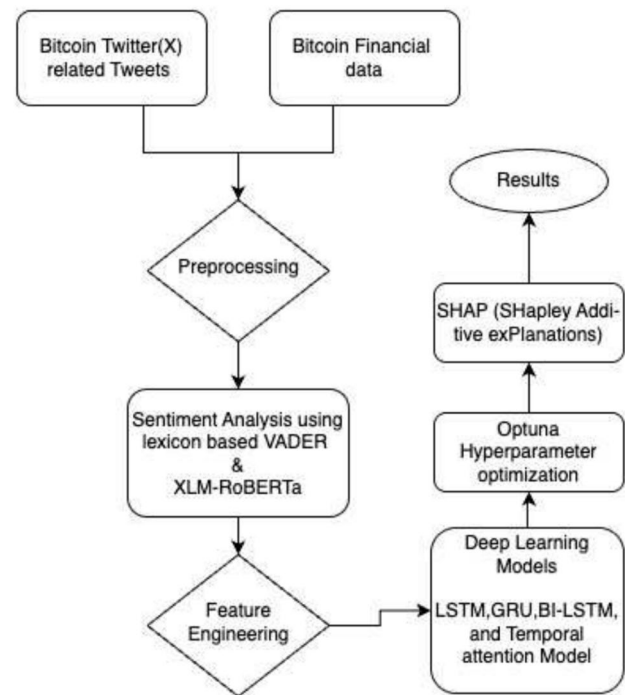 Bitcoin Twitter(X)
related Tweets
Bitcoin Financial
data
Preprocessing
Sentiment Analysis using
lexicon based VADER
&
XLM-RoBERTa
Feature
Engineering
Deep Learning
Models
LSTM,GRU,BI-LSTM,
and Temporal
attention Model
Optuna
Hyperparameter
optimization
SHAP (SHapley Addi-
tive exPlanations)
Results